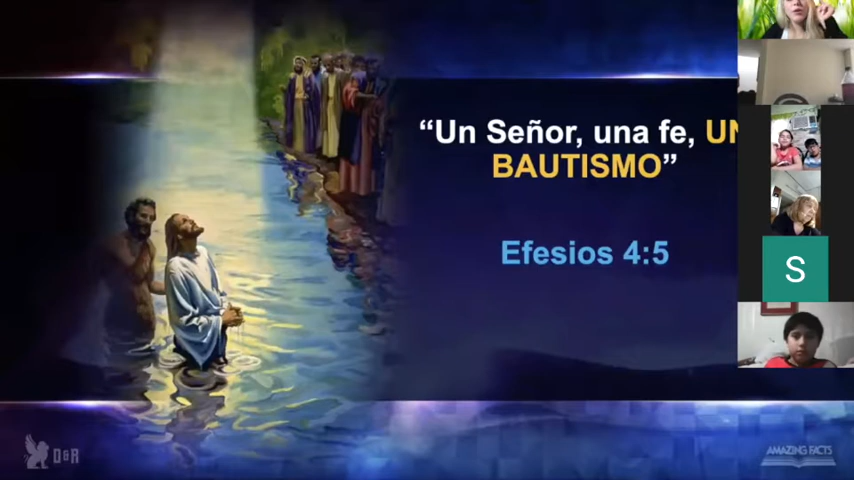 “Un Señor, una fe, UN
BAUTISMO”
Efesios 4:5
S
D&R
AMAZING FACTS